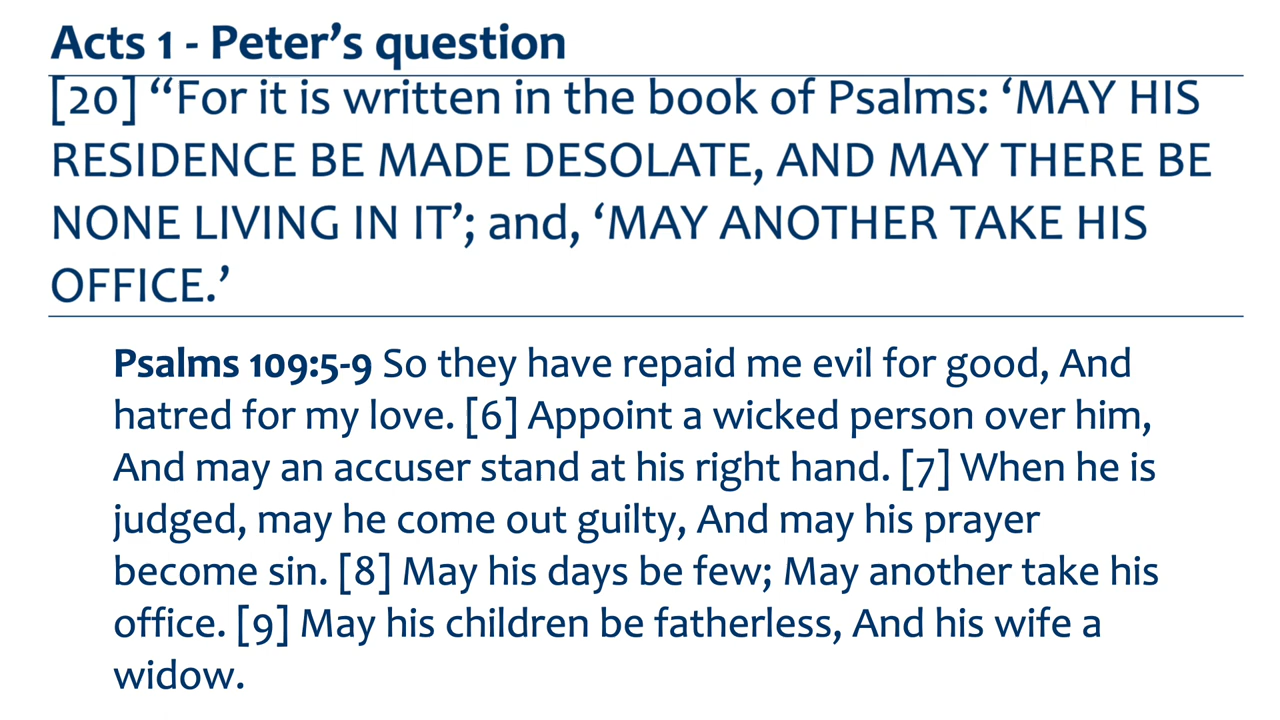 Acts 1 - Peter’s question
[20] “For it is written in the book of Psalms: ‘MAY HIS
RESIDENCE BE MADE DESOLATE, AND MAY THERE BE
NONE LIVING IN IT’; and, ‘MAY ANOTHER TAKE HIS
OFFICE.’
Psalms 109:5-9 So they have repaid me evil for good, And
hatred for my love. [6] Appoint a wicked person over him,
And may an accuser stand at his right hand. [7] When he is
judged, may he come out guilty, And may his prayer
become sin. [8] May his days be few; May another take his
office. [9] May his children be fatherless, And his wife a
widow.